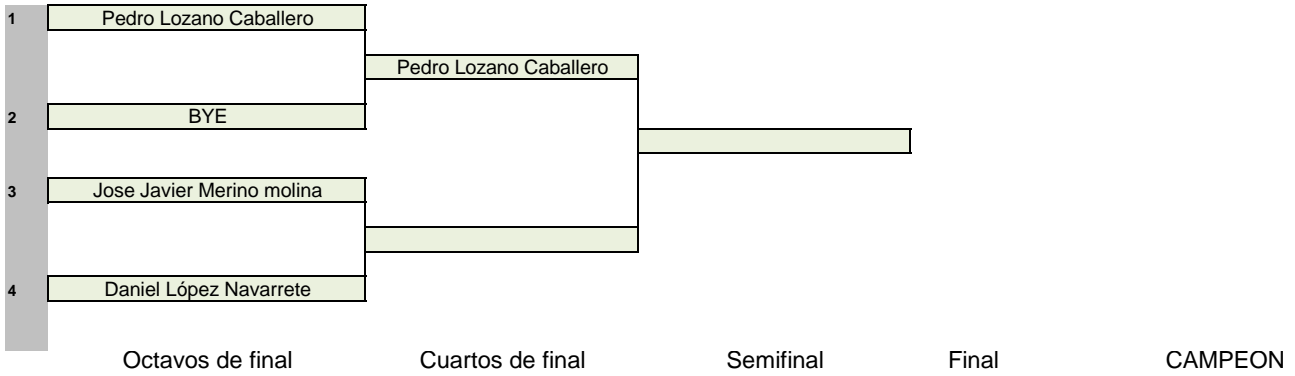 1 Pedro Lozano Caballero
Pedro Lozano Caballero
2 BYE
3 Jose Javier Merino molina
4 Daniel López Navarrete
Octavos de final Cuartos de final Semifinal Final CAMPEON